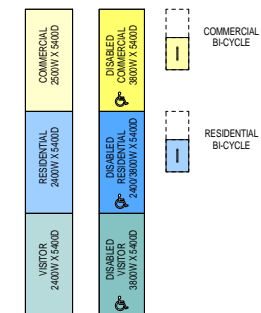 COMMERCIAL
2500W X 5400D
DISABLED
COMMERCIAL
3800W X 5400D
COMMERCIAL
BI-CYCLE
RESIDENTIAL
2400W X 5400D
DISABLED
RESIDENTIAL
2400/3800W X 5400D
RESIDENTIAL
BI-CYCLE
VISITOR
2400W X 5400D
DISABLED
VISITOR
3800W X 5400D